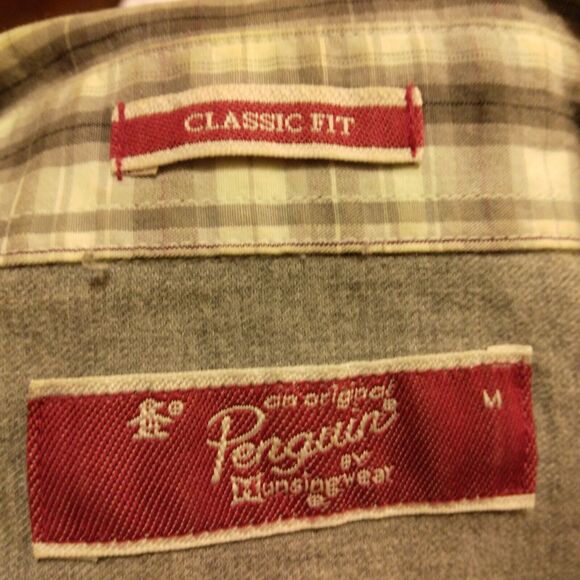 CLASSIC FIT
an original
Penguin
BY
Munsingwear
M